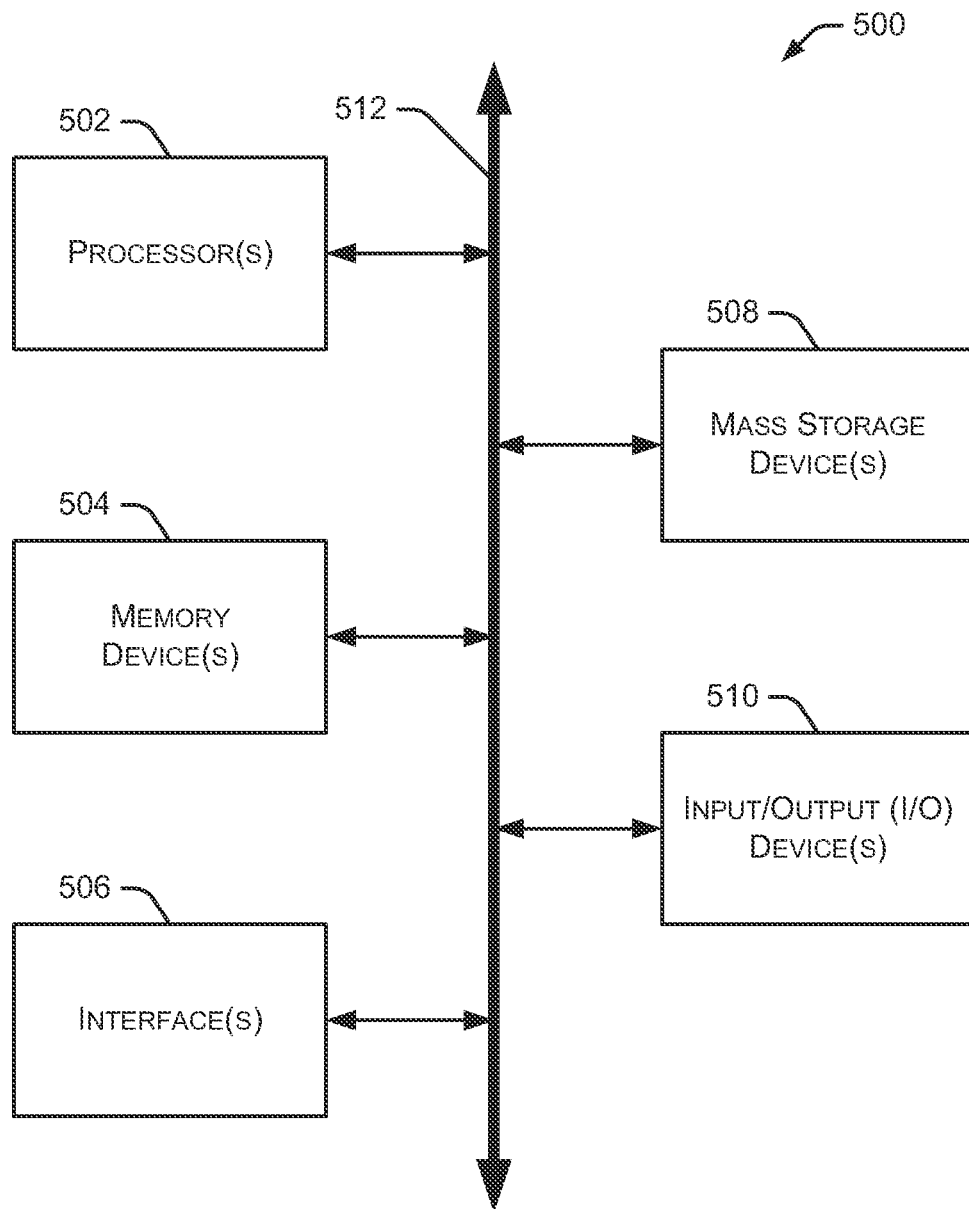 500
512
502
PROCESSOR(S)
508
MASS STORAGE
DEVICE(S)
504
MEMORY
DEVICE(S)
510
INPUT/OUTPUT (I/O)
DEVICE(S)
506
INTERFACE(S)